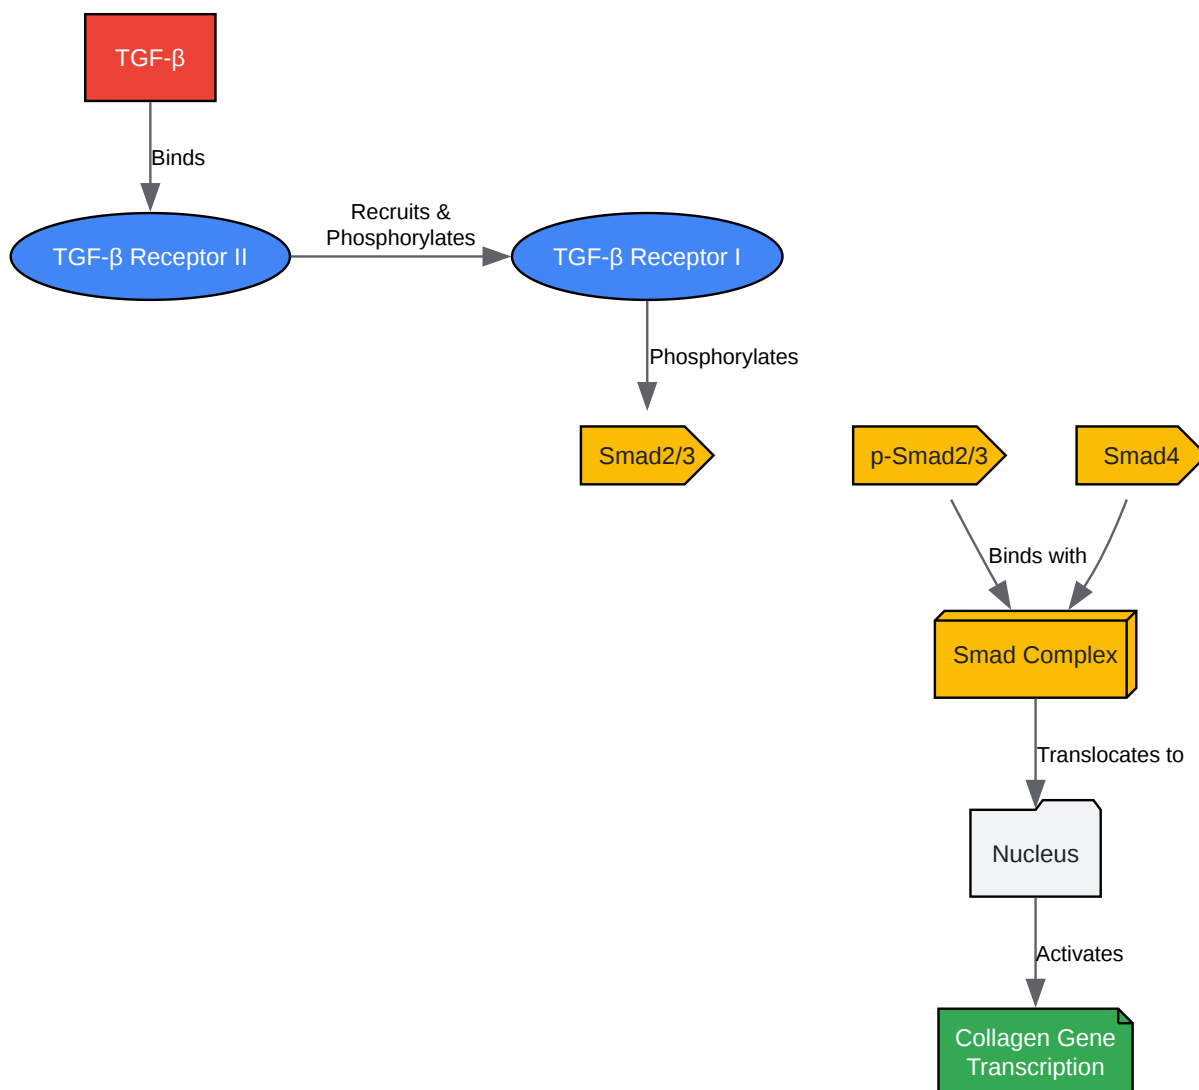 TGF-β
Binds
Recruits &
Phosphorylates
TGF-β Receptor II
TGF-β Receptor I
Phosphorylates
Smad2/3
p-Smad2/3
Smad4
Binds with
Smad Complex
Translocates to
Nucleus
Activates
Collagen Gene
Transcription